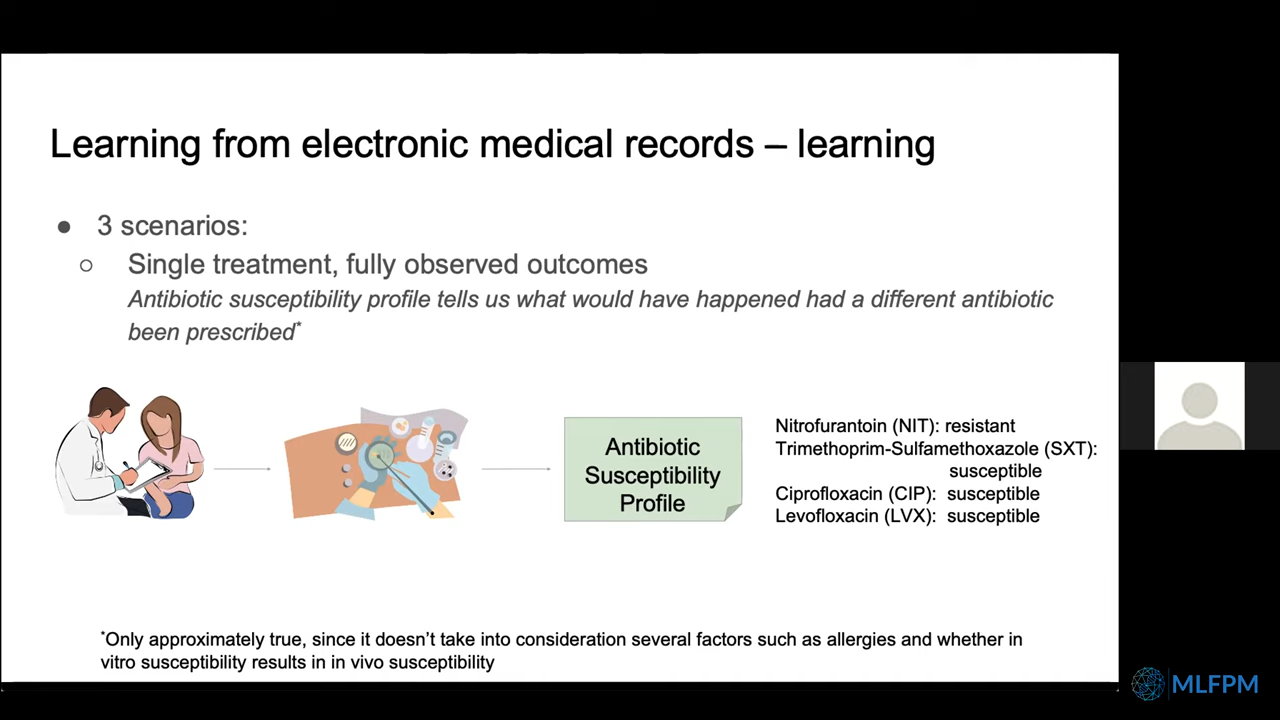 Learning from electronic medical records – learning
● 3 scenarios:
○ Single treatment, fully observed outcomes
Antibiotic susceptibility profile tells us what would have happened had a different antibiotic
been prescribed*
Antibiotic
Susceptibility
Profile
Nitrofurantoin (NIT): resistant
Trimethoprim-Sulfamethoxazole (SXT):
susceptible
Ciprofloxacin (CIP): susceptible
Levofloxacin (LVX): susceptible
*Only approximately true, since it doesn’t take into consideration several factors such as allergies and whether in
vitro susceptibility results in in vivo susceptibility
MLFPM